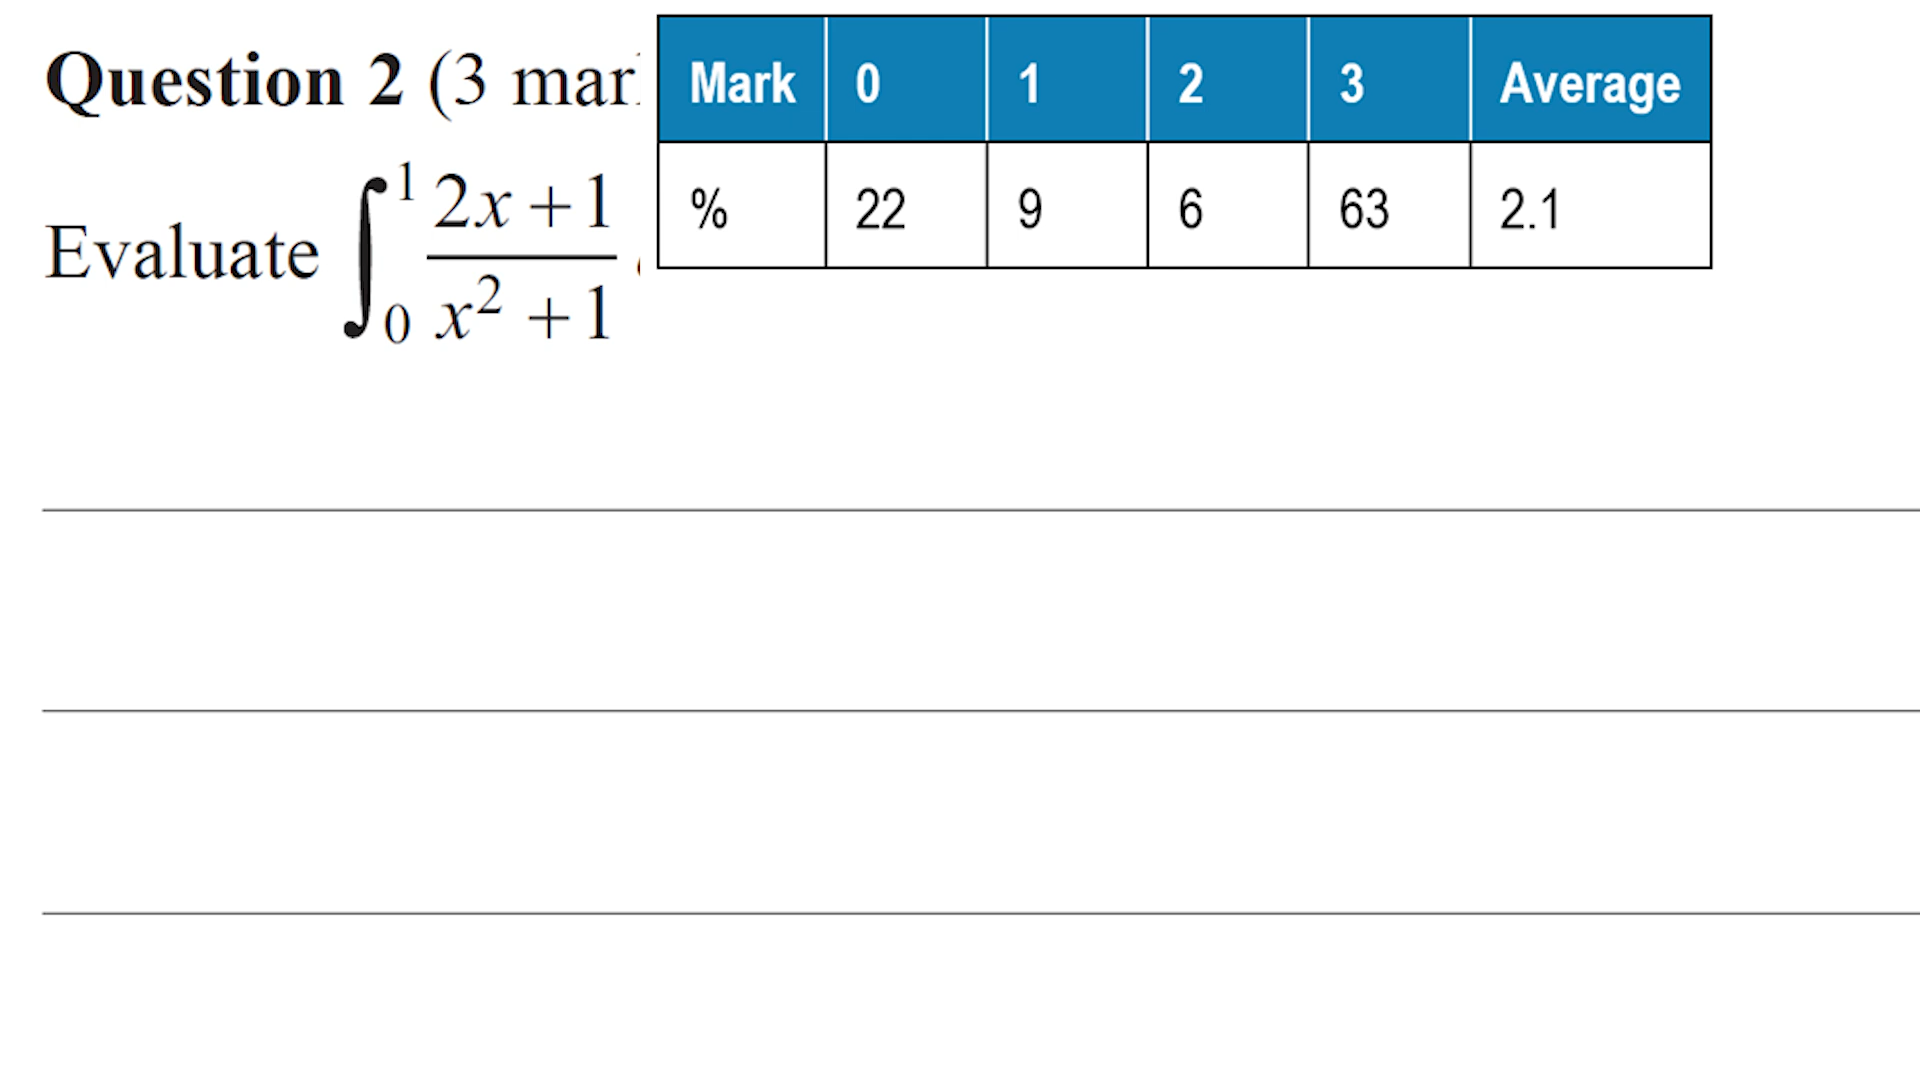 Question 2 (3 mar
Evaluate ∫₀¹ (2x + 1)/(x² + 1)
Mark 0 1 2 3 Average
% 22 9 6 63 2.1